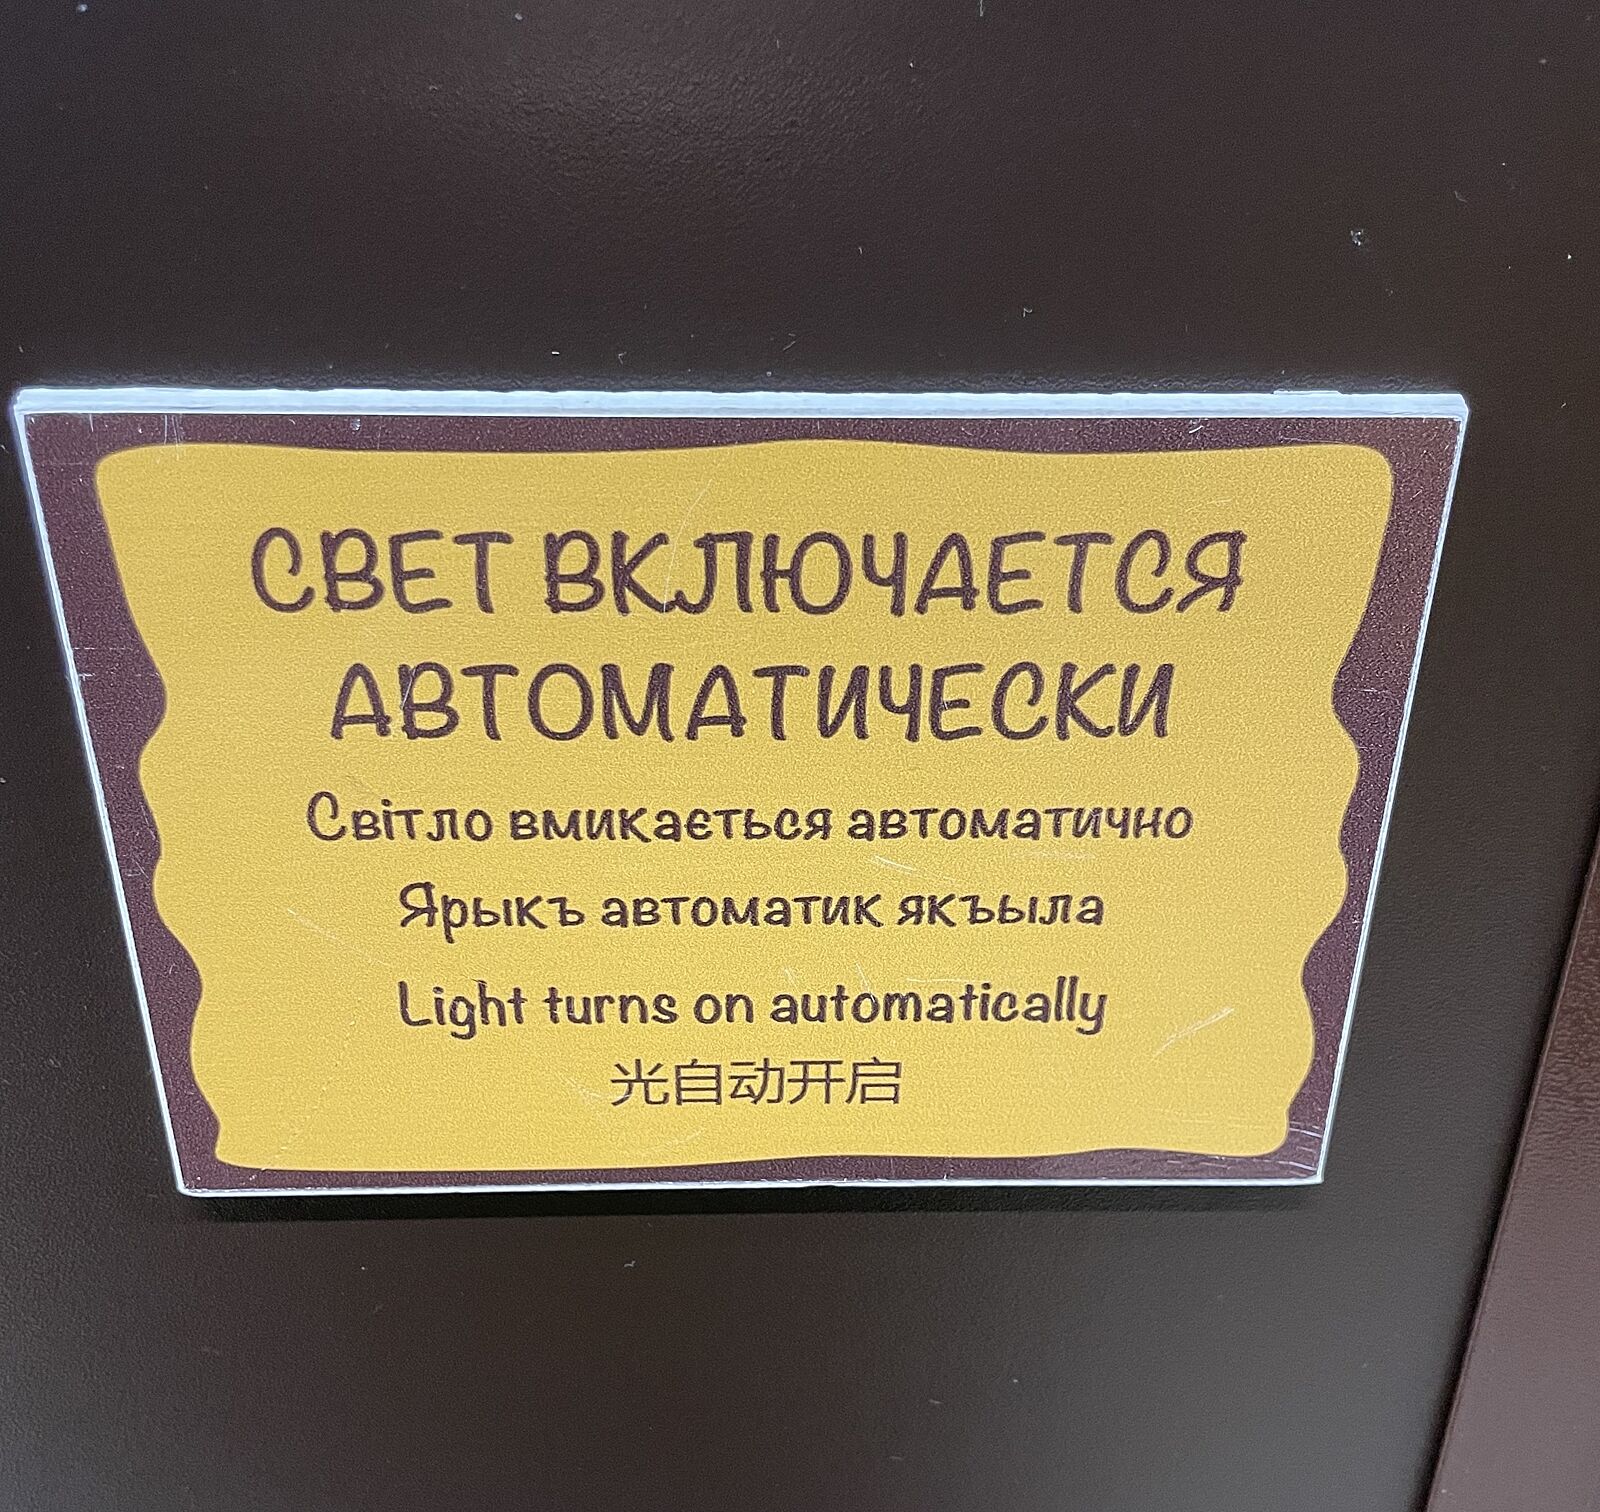 СВЕТ ВКЛЮЧАЕТСЯ
АВТОМАТИЧЕСКИ
Світло вмикається автоматично
Ярыкъ автоматик якъыла
Light turns on automatically
光自动开启